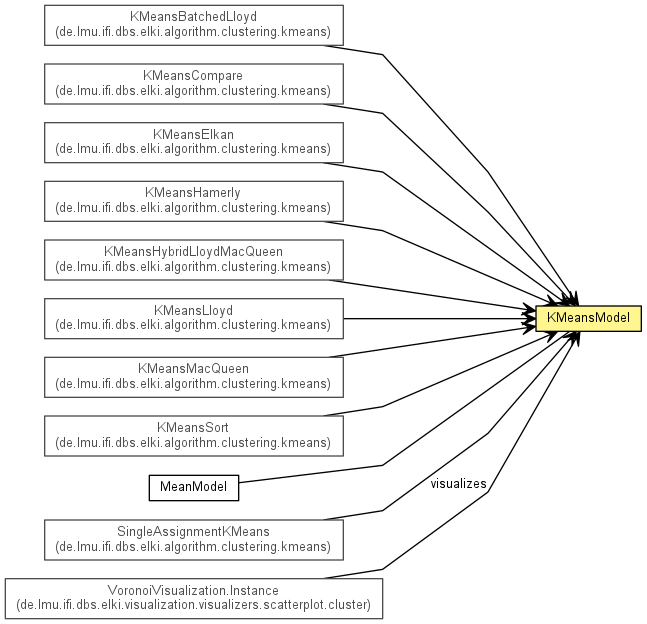 KMeansBatchedLloyd
(de.lmu.ifi.dbs.elki.algorithm.clustering.kmeans)
KMeansCompare
(de.lmu.ifi.dbs.elki.algorithm.clustering.kmeans)
KMeansElkan
(de.lmu.ifi.dbs.elki.algorithm.clustering.kmeans)
KMeansHamerly
(de.lmu.ifi.dbs.elki.algorithm.clustering.kmeans)
KMeansHybridLloydMacQueen
(de.lmu.ifi.dbs.elki.algorithm.clustering.kmeans)
KMeansLloyd
(de.lmu.ifi.dbs.elki.algorithm.clustering.kmeans)
KMeansModel
KMeansMacQueen
(de.lmu.ifi.dbs.elki.algorithm.clustering.kmeans)
KMeansSort
(de.lmu.ifi.dbs.elki.algorithm.clustering.kmeans)
MeanModel
visualizes
SingleAssignmentKMeans
(de.lmu.ifi.dbs.elki.algorithm.clustering.kmeans)
VoronoiVisualization.Instance
(de.lmu.ifi.dbs.elki.visualization.visualizers.scatterplot.cluster)